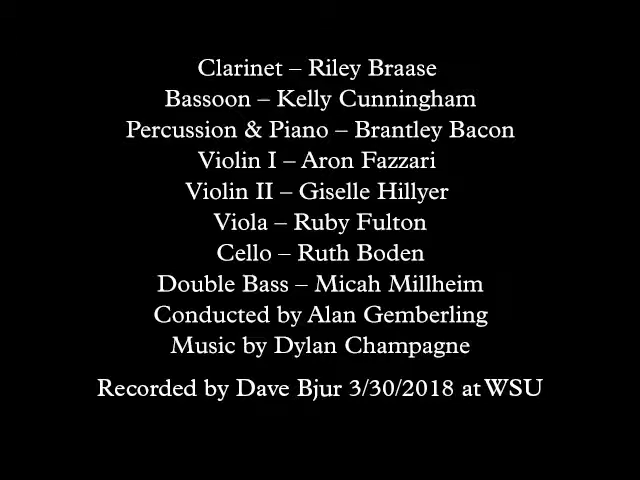 Clarinet – Riley Braase
Bassoon – Kelly Cunningham
Percussion & Piano – Brantley Bacon
Violin I – Aron Fazzari
Violin II – Giselle Hillyer
Viola – Ruby Fulton
Cello – Ruth Boden
Double Bass – Micah Millheim
Conducted by Alan Gemberling
Music by Dylan Champagne
Recorded by Dave Bjur 3/30/2018 at WSU